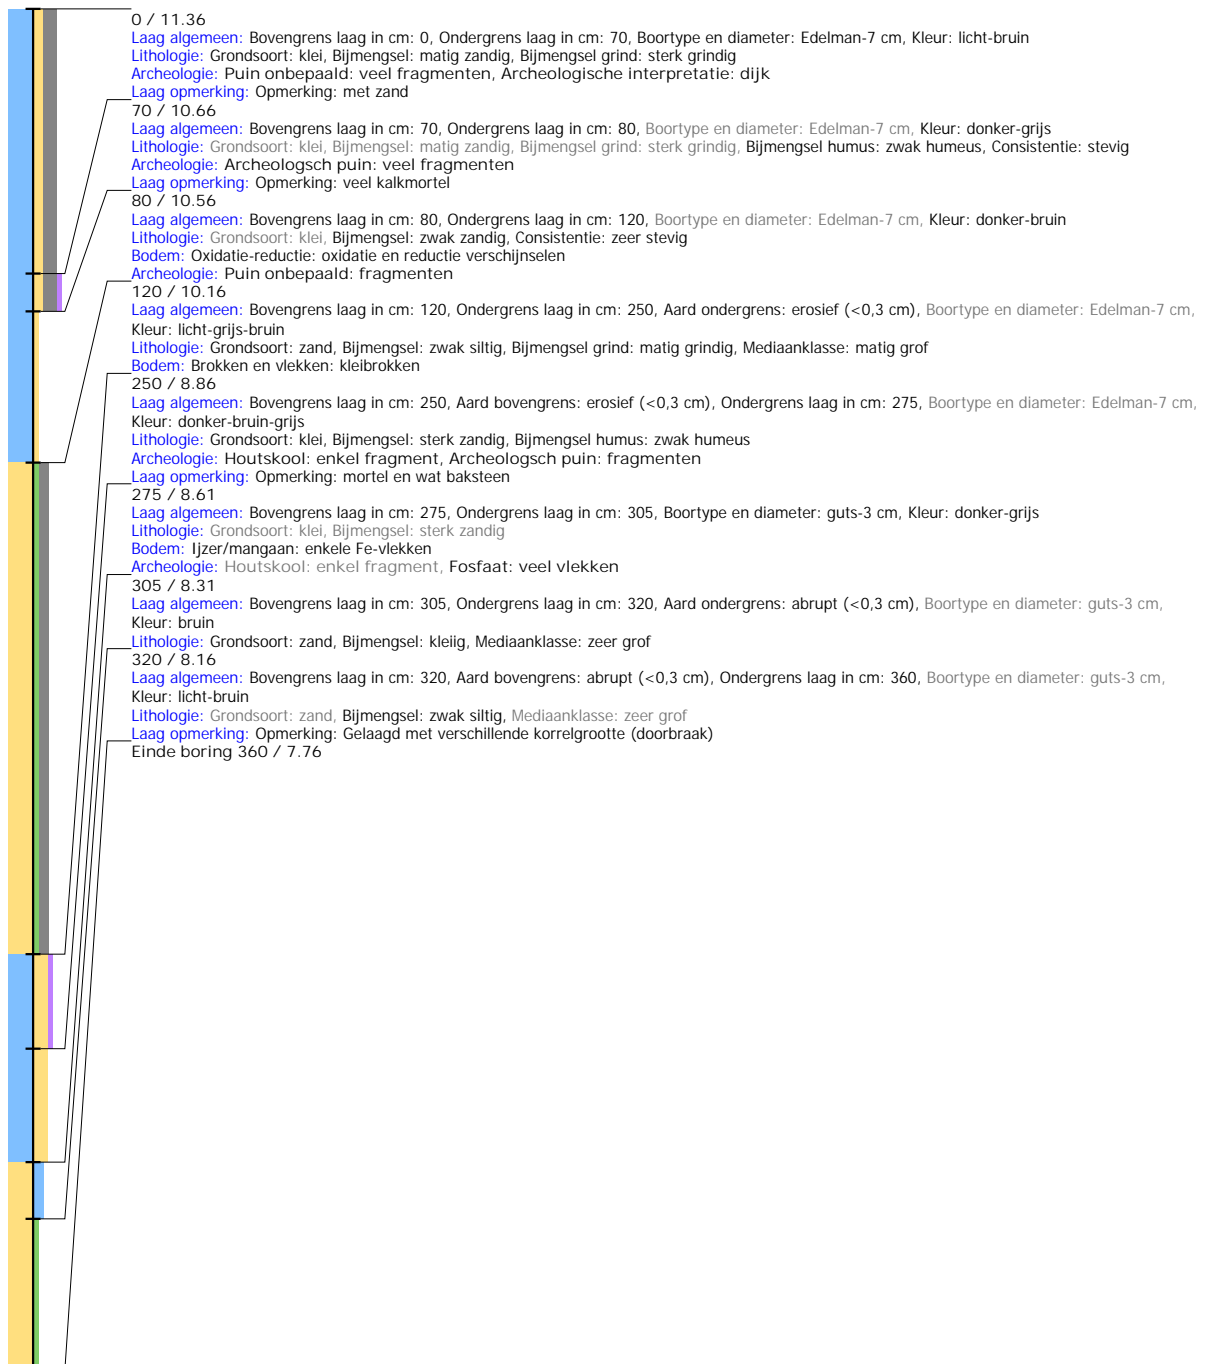 0 / 11.36
Laag algemeen: Bovengrens laag in cm: 0, Ondergrens laag in cm: 70, Boortype en diameter: Edelman-7 cm, Kleur: licht-bruin
Lithologie: Grondsoort: klei, Bijmengsel: matig zandig, Bijmengsel grind: sterk grindig
Archeologie: Puin onbepaald: veel fragmenten, Archeologische interpretatie: dijk
Laag opmerking: Opmerking: met zand
70 / 10.66
Laag algemeen: Bovengrens laag in cm: 70, Ondergrens laag in cm: 80, Boortype en diameter: Edelman-7 cm, Kleur: donker-grijs
Lithologie: Grondsoort: klei, Bijmengsel: matig zandig, Bijmengsel grind: sterk grindig, Bijmengsel humus: zwak humeus, Consistentie: stevig
Archeologie: Archeologsch puin: veel fragmenten
Laag opmerking: Opmerking: veel kalkmortel
80 / 10.56
Laag algemeen: Bovengrens laag in cm: 80, Ondergrens laag in cm: 120, Boortype en diameter: Edelman-7 cm, Kleur: donker-bruin
Lithologie: Grondsoort: klei, Bijmengsel: zwak zandig, Consistentie: zeer stevig
Bodem: Oxidatie-reductie: oxidatie en reductie verschijnselen
Archeologie: Puin onbepaald: fragmenten
120 / 10.16
Laag algemeen: Bovengrens laag in cm: 120, Ondergrens laag in cm: 250, Aard ondergrens: erosief (<0,3 cm), Boortype en diameter: Edelman-7 cm,
Kleur: licht-grijs-bruin
Lithologie: Grondsoort: zand, Bijmengsel: zwak siltig, Bijmengsel grind: matig grindig, Mediaanklasse: matig grof
Bodem: Brokken en vlekken: kleibrokken
250 / 8.86
Laag algemeen: Bovengrens laag in cm: 250, Aard bovengrens: erosief (<0,3 cm), Ondergrens laag in cm: 275, Boortype en diameter: Edelman-7 cm,
Kleur: donker-bruin-grijs
Lithologie: Grondsoort: klei, Bijmengsel: sterk zandig, Bijmengsel humus: zwak humeus
Archeologie: Houtskool: enkel fragment, Archeologsch puin: fragmenten
Laag opmerking: Opmerking: mortel en wat baksteen
275 / 8.61
Laag algemeen: Bovengrens laag in cm: 275, Ondergrens laag in cm: 305, Boortype en diameter: guts-3 cm, Kleur: donker-grijs
Lithologie: Grondsoort: klei, Bijmengsel: sterk zandig
Bodem: Ijzer/mangaan: enkele Fe-vlekken
Archeologie: Houtskool: enkel fragment, Fosfaat: veel vlekken
305 / 8.31
Laag algemeen: Bovengrens laag in cm: 305, Ondergrens laag in cm: 320, Aard ondergrens: abrupt (<0,3 cm), Boortype en diameter: guts-3 cm,
Kleur: bruin
Lithologie: Grondsoort: zand, Bijmengsel: kleiig, Mediaanklasse: zeer grof
320 / 8.16
Laag algemeen: Bovengrens laag in cm: 320, Aard bovengrens: abrupt (<0,3 cm), Ondergrens laag in cm: 360, Boortype en diameter: guts-3 cm,
Kleur: licht-bruin
Lithologie: Grondsoort: zand, Bijmengsel: zwak siltig, Mediaanklasse: zeer grof
Laag opmerking: Opmerking: Gelaagd met verschillende korrelgrootte (doorbraak)
Einde boring 360 / 7.76